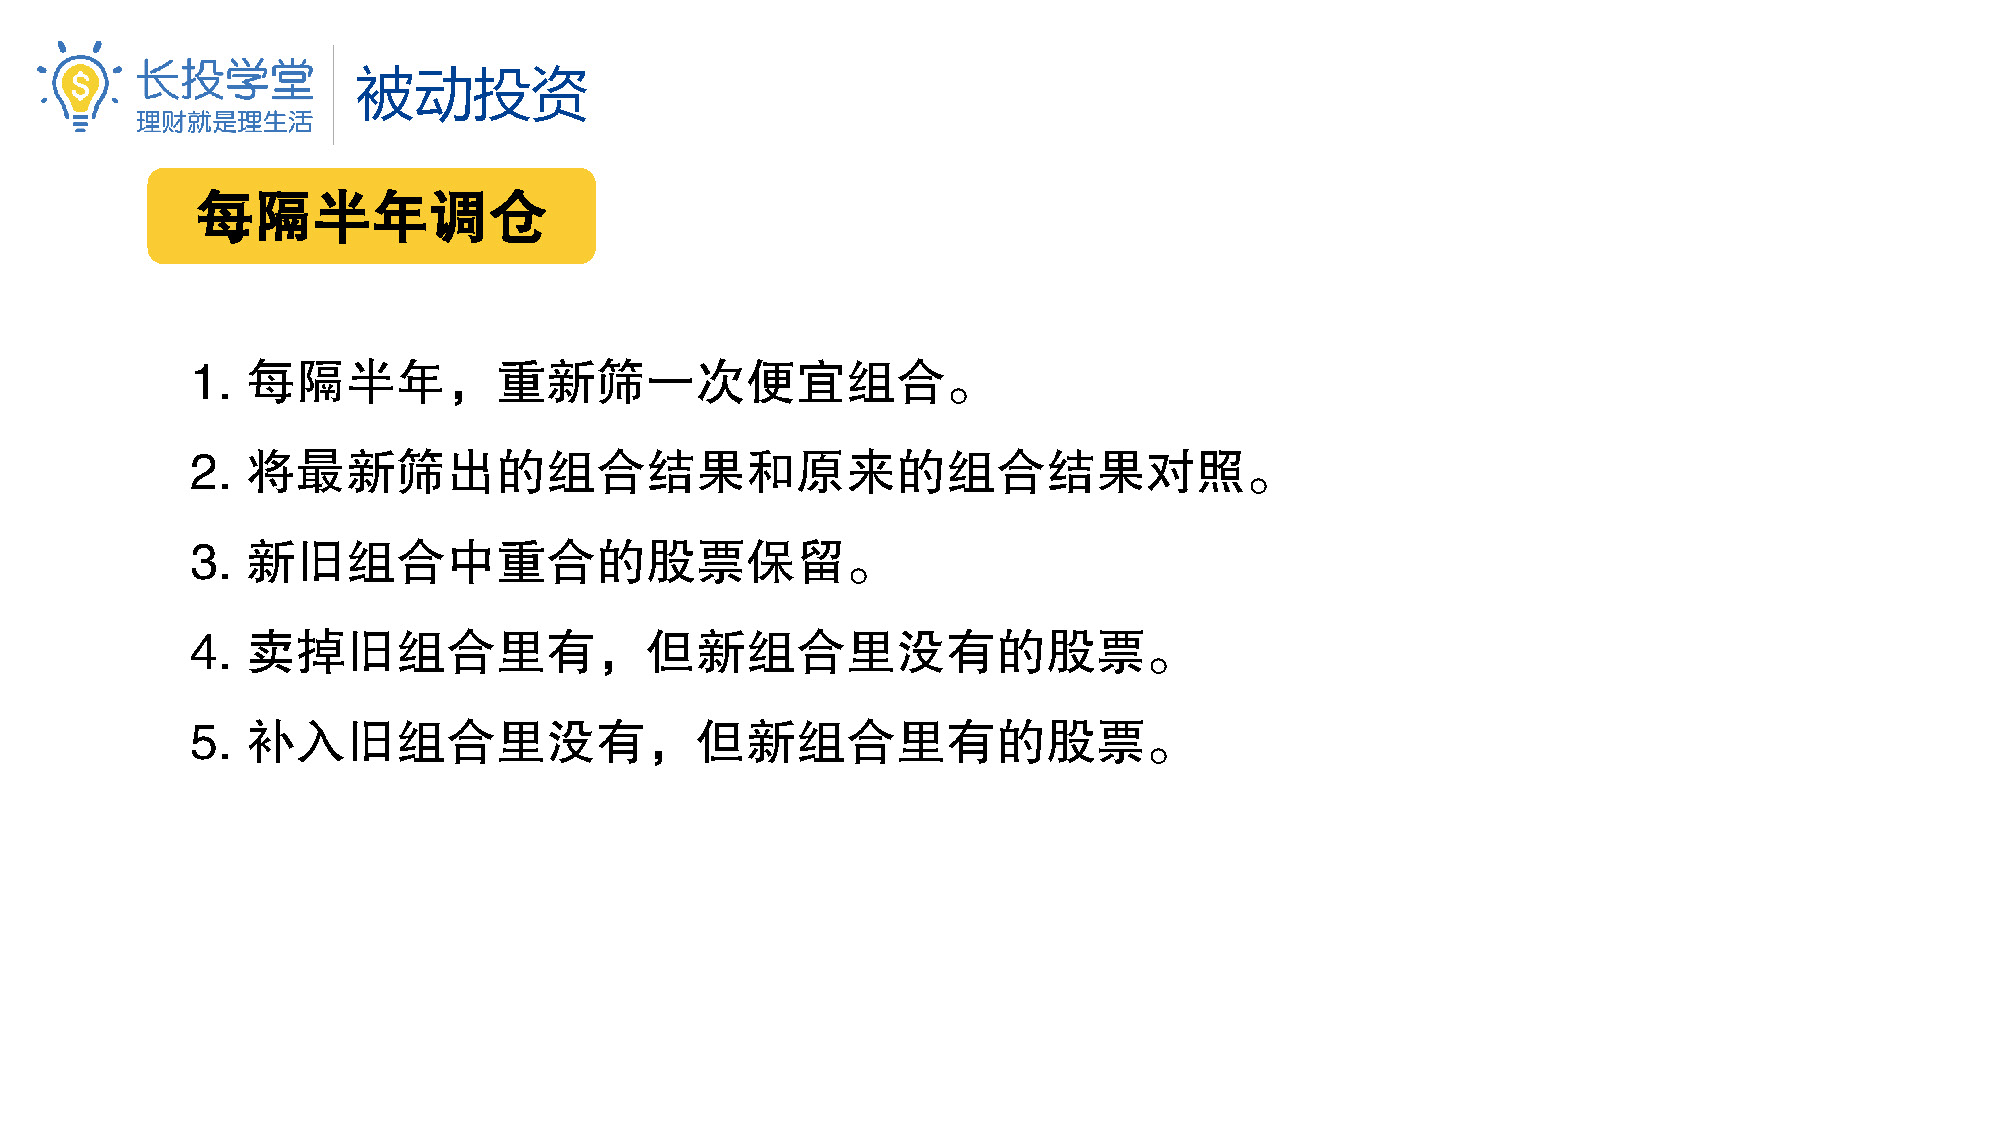 长投学堂
理财就是理生活
被动投资
每隔半年调仓
1. 每隔半年，重新筛一次便宜组合。
2. 将最新筛出的组合结果和原来的组合结果对照。
3. 新旧组合中重合的股票保留。
4. 卖掉旧组合里有，但新组合里没有的股票。
5. 补入旧组合里没有，但新组合里有的股票。